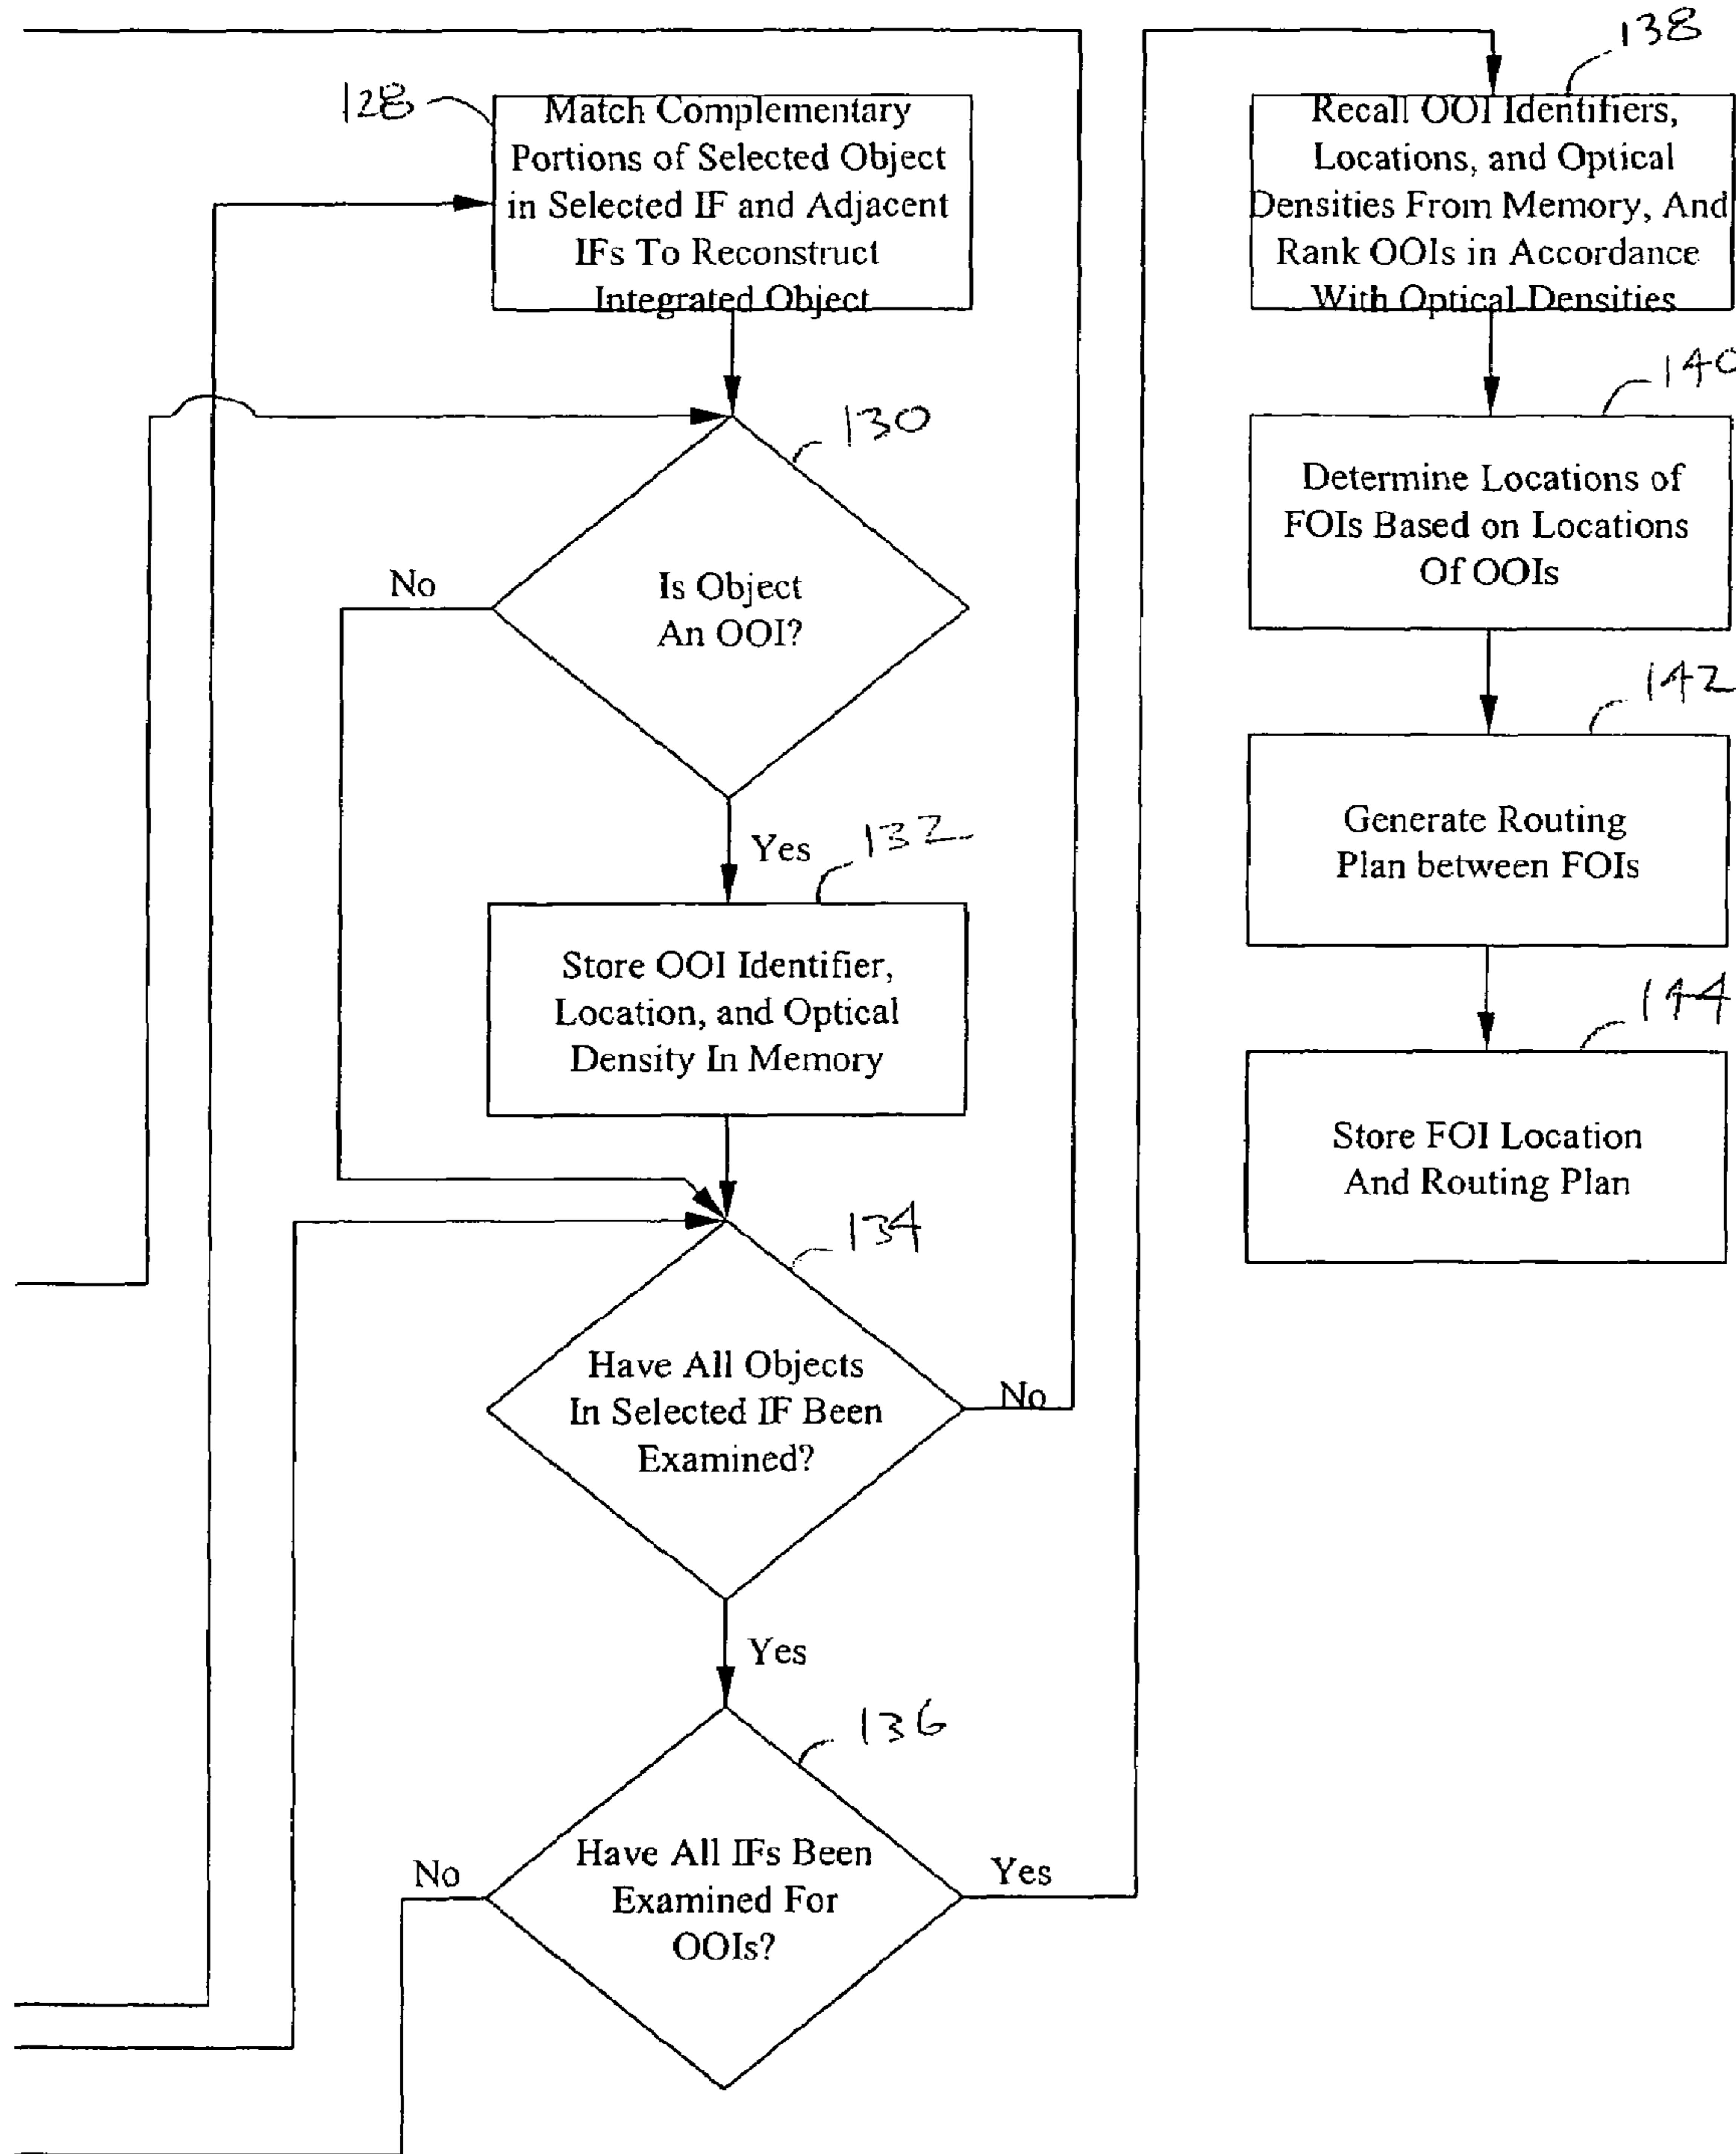 128
Match Complementary
Portions of Selected Object
in Selected IF and Adjacent
IFs To Reconstruct
Integrated Object
130
Is Object
An OOI?
No
Yes
132
Store OOI Identifier,
Location, and Optical
Density In Memory
134
Have All Objects
In Selected IF Been
Examined?
No
Yes
136
Have All IFs Been
Examined For
OOIs?
No
Yes
138
Recall OOI Identifiers,
Locations, and Optical
Densities From Memory, And
Rank OOIs in Accordance
With Optical Densities
140
Determine Locations of
FOIs Based on Locations
Of OOIs
142
Generate Routing
Plan between FOIs
144
Store FOI Location
And Routing Plan